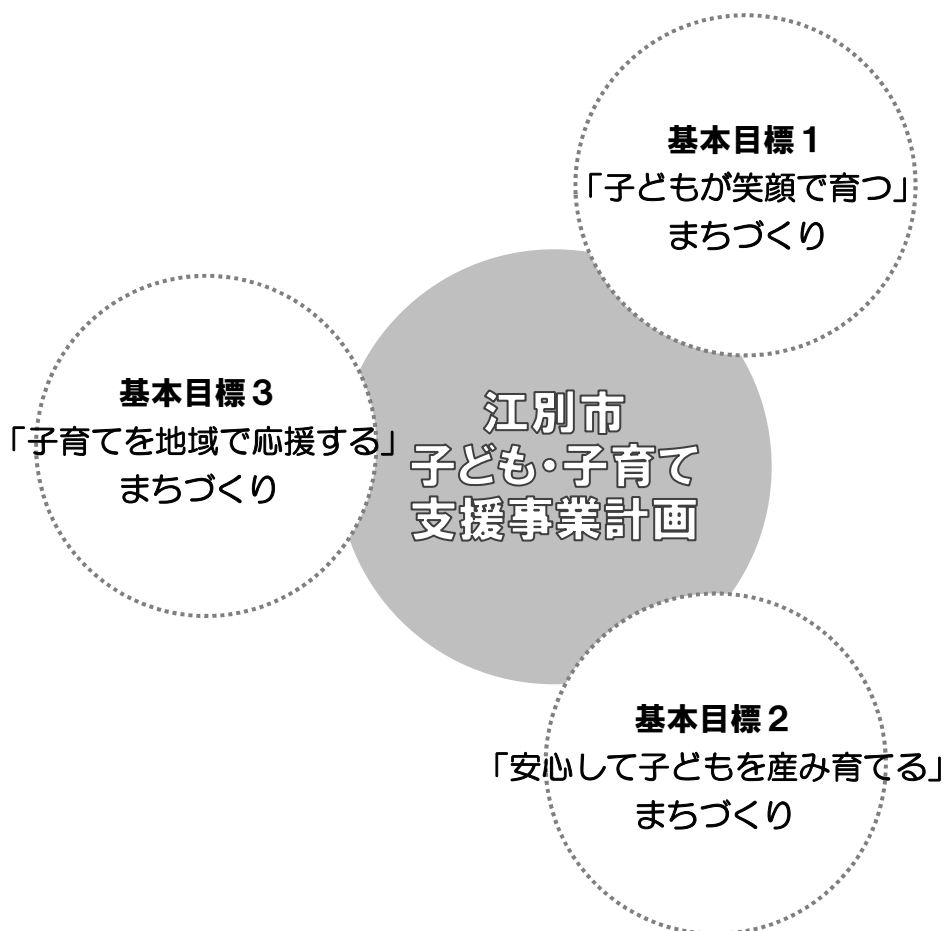 基本目標１
「子どもが笑顔で育つ」
まちづくり
基本目標３
「子育てを地域で応援する」
まちづくり
江別市
子ども・子育て
支援事業計画
基本目標２
「安心して子どもを産み育てる」
まちづくり